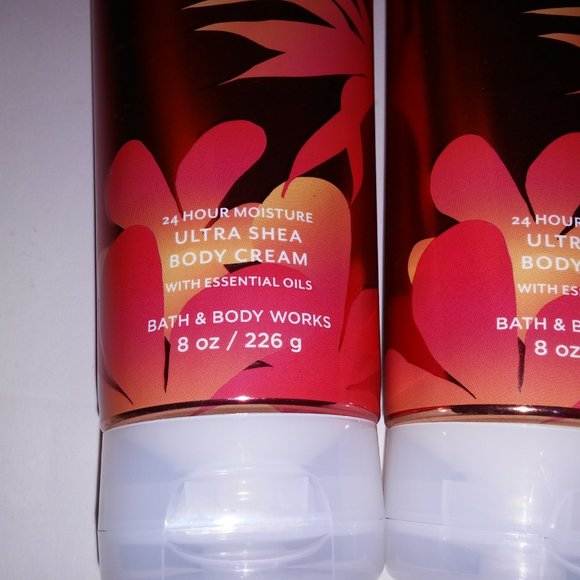 24 HOUR MOISTURE
ULTRA SHEA
BODY CREAM
WITH ESSENTIAL OILS
BATH & BODY WORKS
8 oz / 226 g
24 HOUR
ULTR
BODY
WITH ES
BATH & B
8 oz